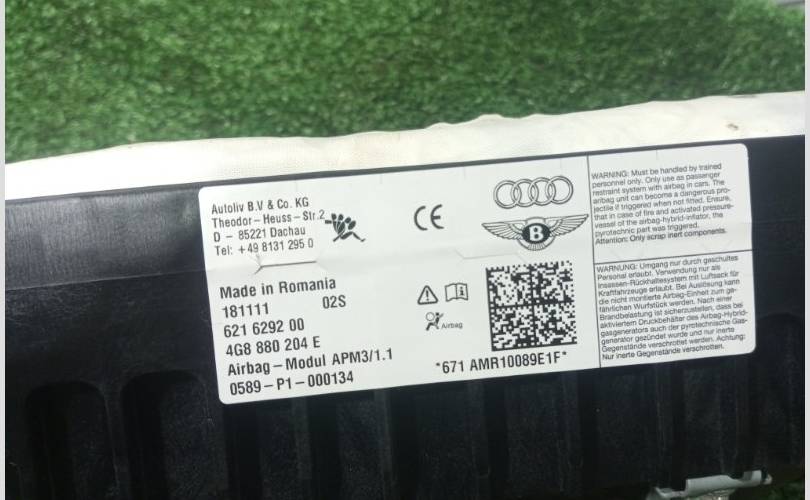 Autoliv B.V & Co. KG
Theodor-Heuss-Str.2
D - 85221 Dachau
Tel: +49 8131 295 0
CE
B
Made in Romania
181111 02S
621 6292 00
4G8 880 204 E
Airbag-Modul APM3/1.1
0589-P1-000134
Airbag
*671 AMR10089E1F*
WARNING: Must be handled by trained
personnel only. Only use as passenger
restraint system with airbag in cars. The
airbag unit can become a dangerous pro-
jectile if triggered when not fitted. Ensure,
that in case of fire and activated pressure-
vessel of the airbag-hybrid-inflator, the
pyrotechnic part was triggered.
Attention: Only scrap inert components.
WARNUNG: Umgang nur durch geschultes
Personal erlaubt. Verwendung nur als
Insassen-Rückhaltesystem mit Luftsack für
Kraftfahrzeuge erlaubt. Bei Auslösung kann
die nicht montierte Airbag-Einheit zum ge-
fährlichen Wurfstück werden. Nach einer
Brandbelastung ist sicherzustellen, dass bei
aktiviertem Druckbehälter des Airbag-Hybrid-
gasgenerators auch der pyrotechnische Gas-
generator gezündet wurde und nur inerte
Gegenstände verschrotten werden. Achtung:
Nur inerte Gegenstände verschrotten.